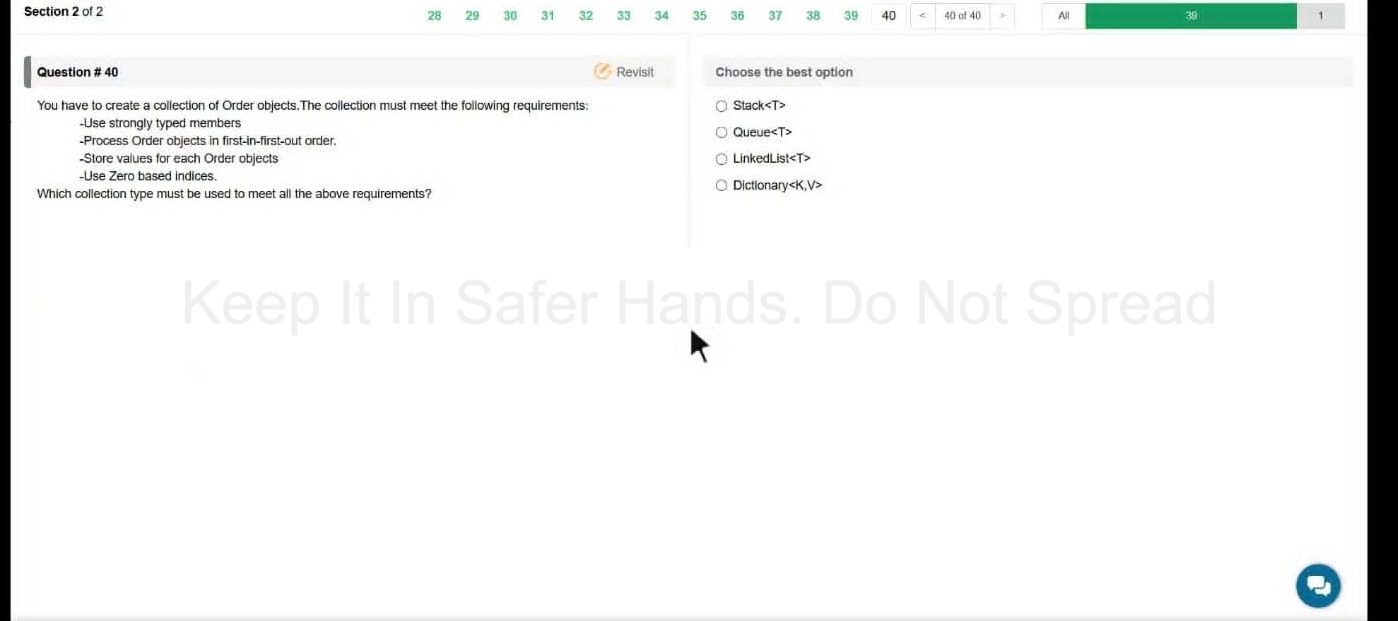 Section 2 of 2
28 29 30 31 32 33 34 35 36 37 38 39 40 < 40 of 40 > All 39 1
Question # 40
Revisit
You have to create a collection of Order objects.The collection must meet the following requirements:
-Use strongly typed members
-Process Order objects in first-in-first-out order.
-Store values for each Order objects
-Use Zero based indices.
Which collection type must be used to meet all the above requirements?
Choose the best option
Stack<T>
Queue<T>
LinkedList<T>
Dictionary<K,V>
Keep It In Safer Hands. Do Not Spread